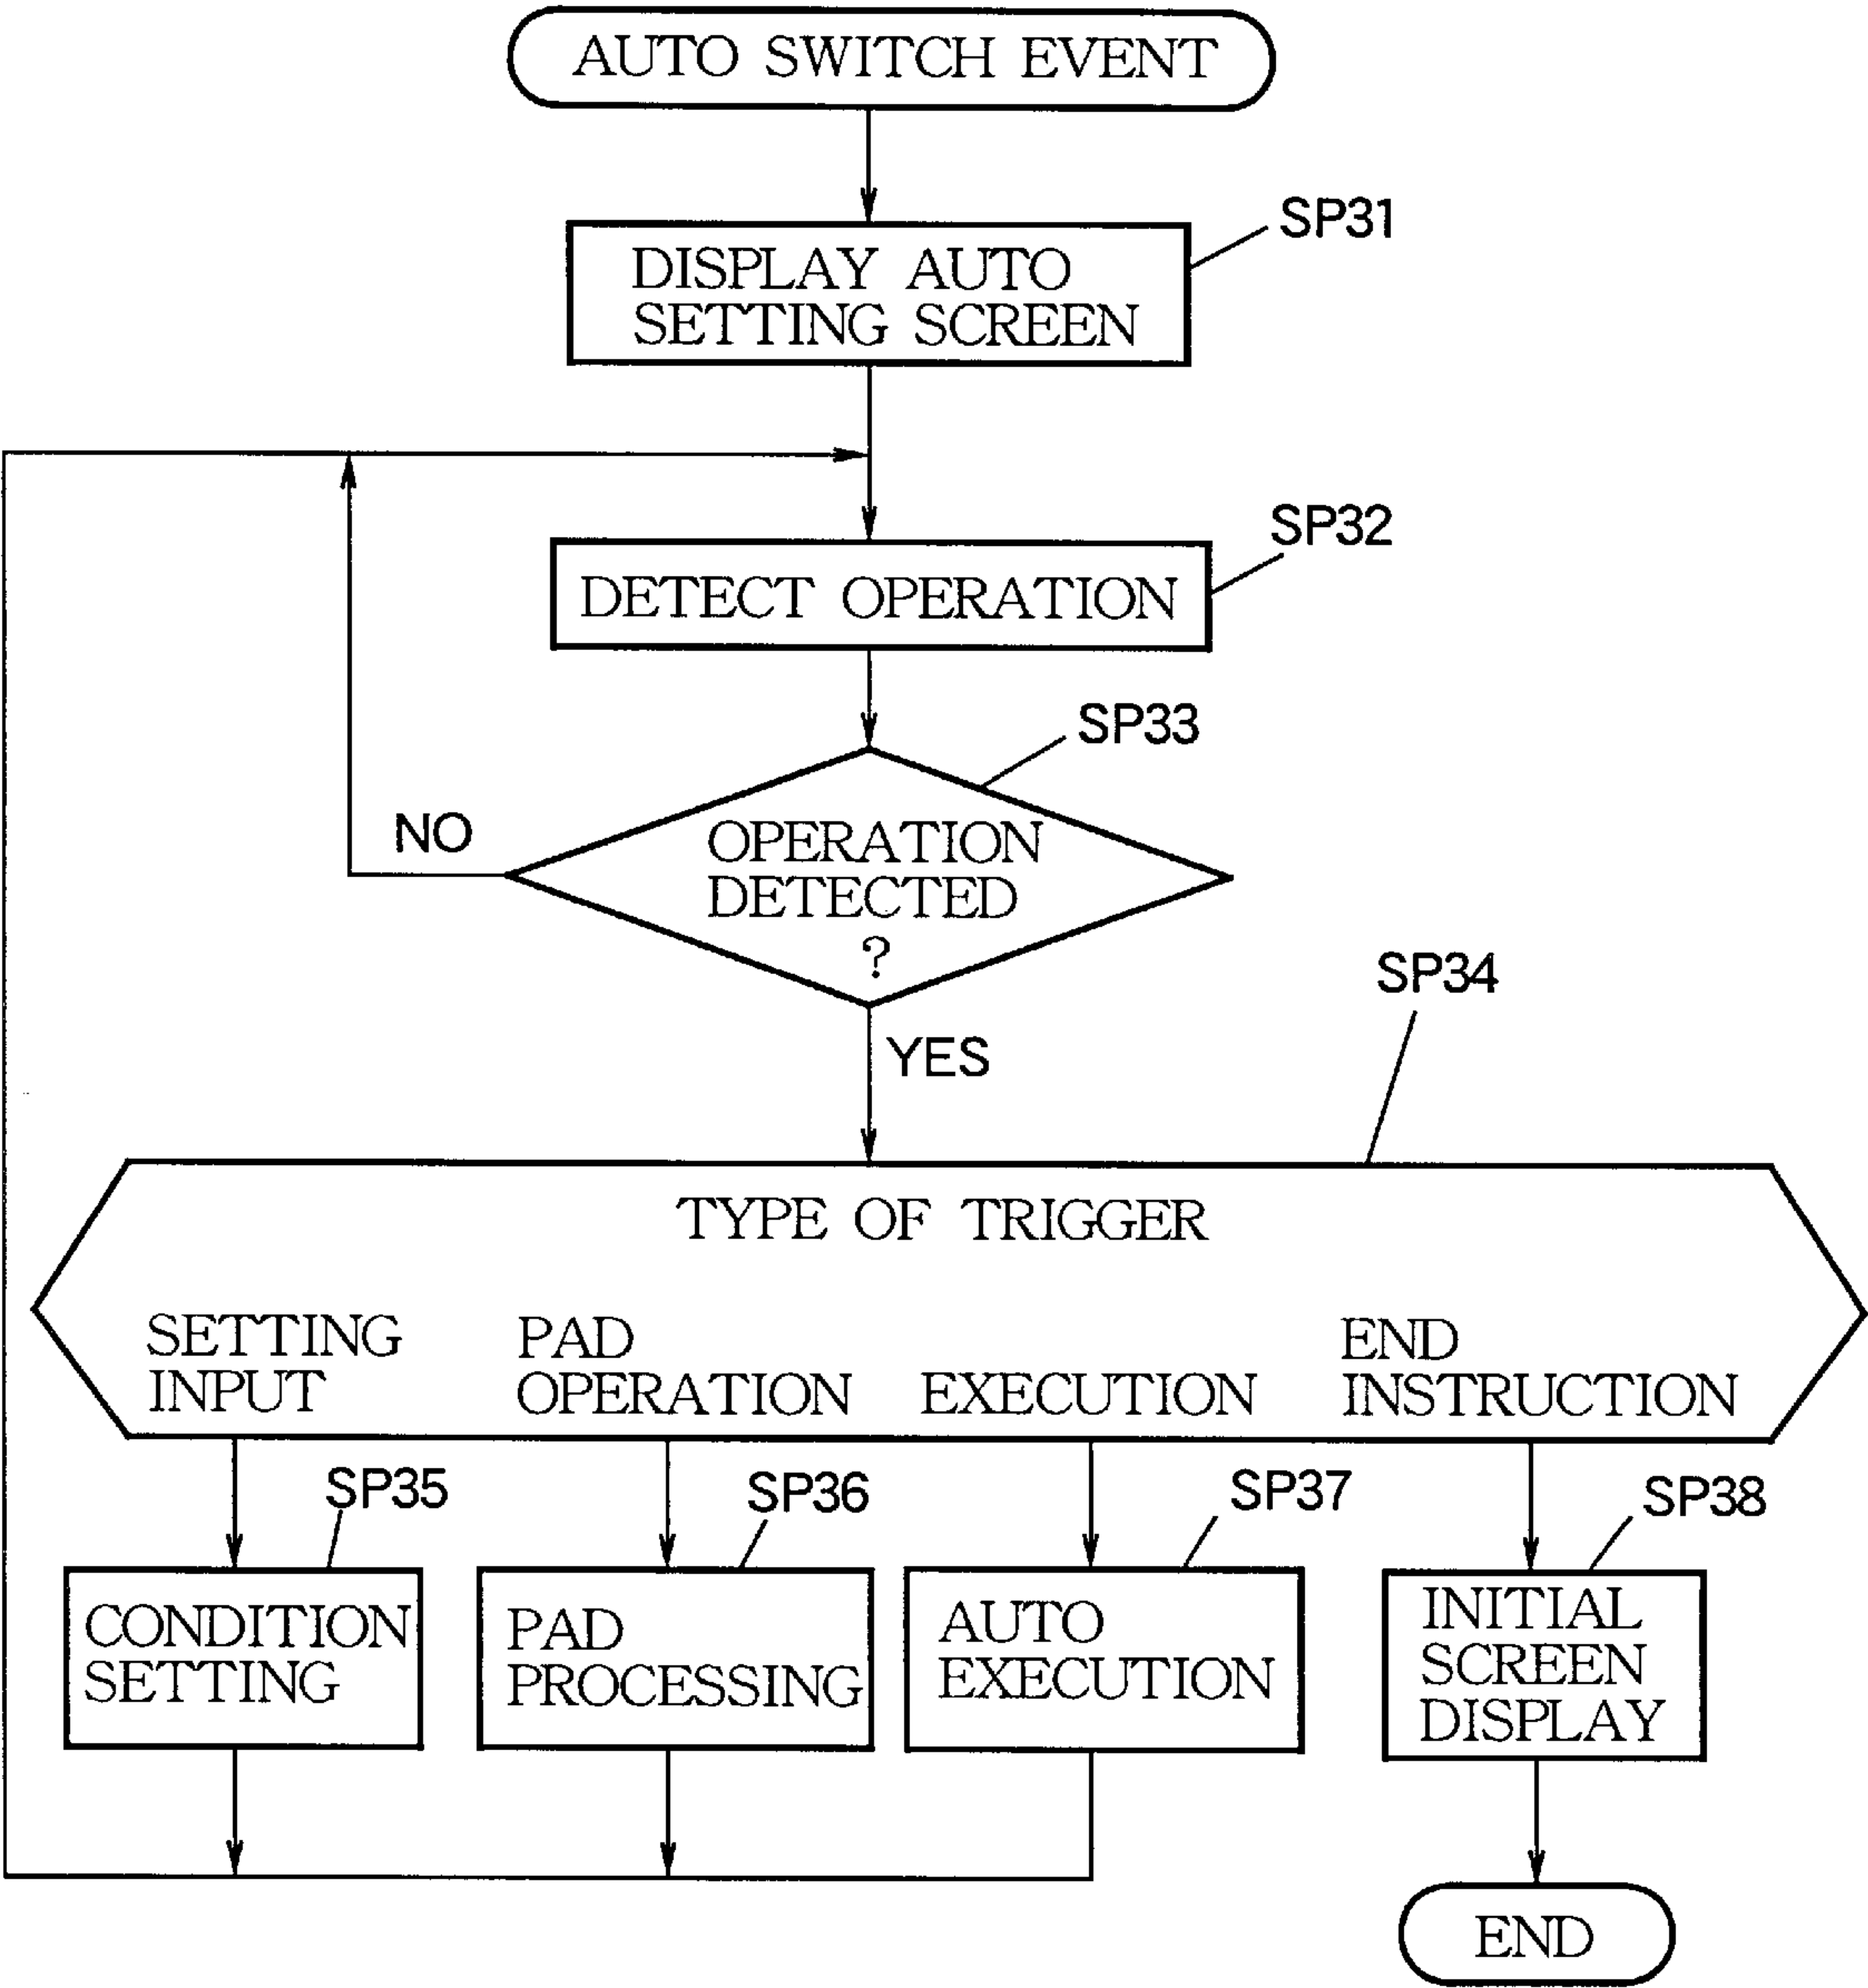 AUTO SWITCH EVENT
SP31
DISPLAY AUTO
SETTING SCREEN
SP32
DETECT OPERATION
SP33
NO
OPERATION
DETECTED
?
SP34
YES
TYPE OF TRIGGER
SETTING
INPUT
PAD
OPERATION
EXECUTION
END
INSTRUCTION
SP35
SP36
SP37
SP38
CONDITION
SETTING
PAD
PROCESSING
AUTO
EXECUTION
INITIAL
SCREEN
DISPLAY
END